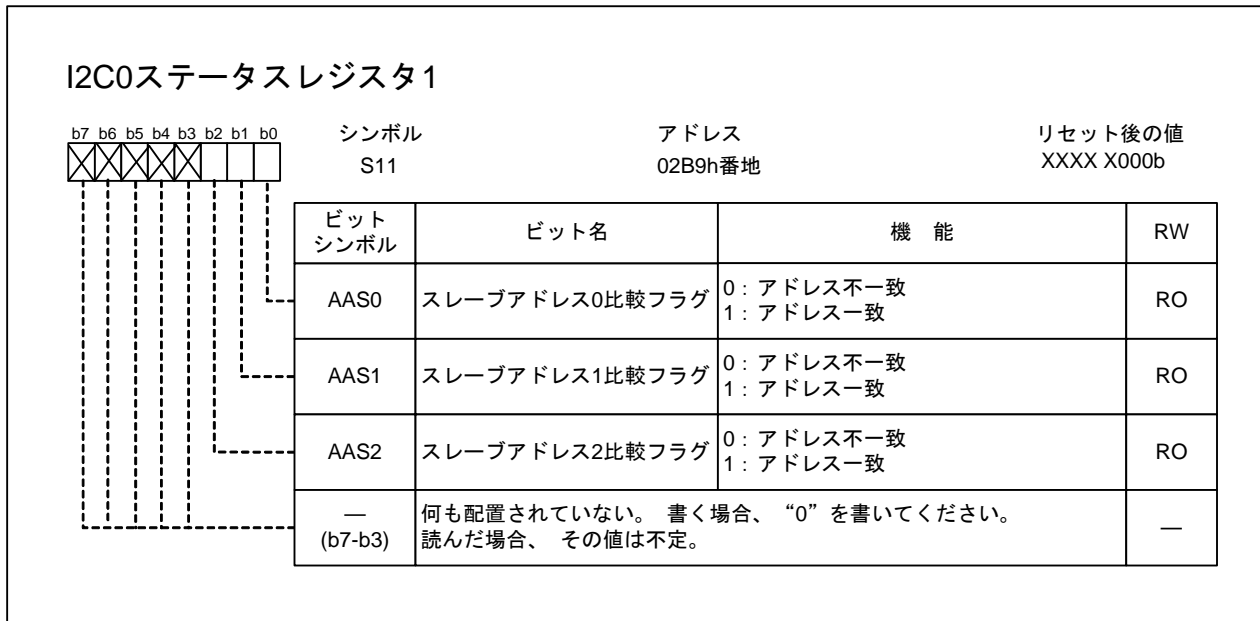 I2C0ステータスレジスタ1
b7 b6 b5 b4 b3 b2 b1 b0
シンボル アドレス リセット後の値
S11 02B9h番地 XXXX X000b
ビット
シンボル ビット名 機 能 RW
AAS0 スレーブアドレス0比較フラグ 0:アドレス不一致
1:アドレス一致 RO
AAS1 スレーブアドレス1比較フラグ 0:アドレス不一致
1:アドレス一致 RO
AAS2 スレーブアドレス2比較フラグ 0:アドレス不一致
1:アドレス一致 RO
—
(b7-b3) 何も配置されていない。 書く場合、“0”を書いてください。
読んだ場合、 その値は不定。 —